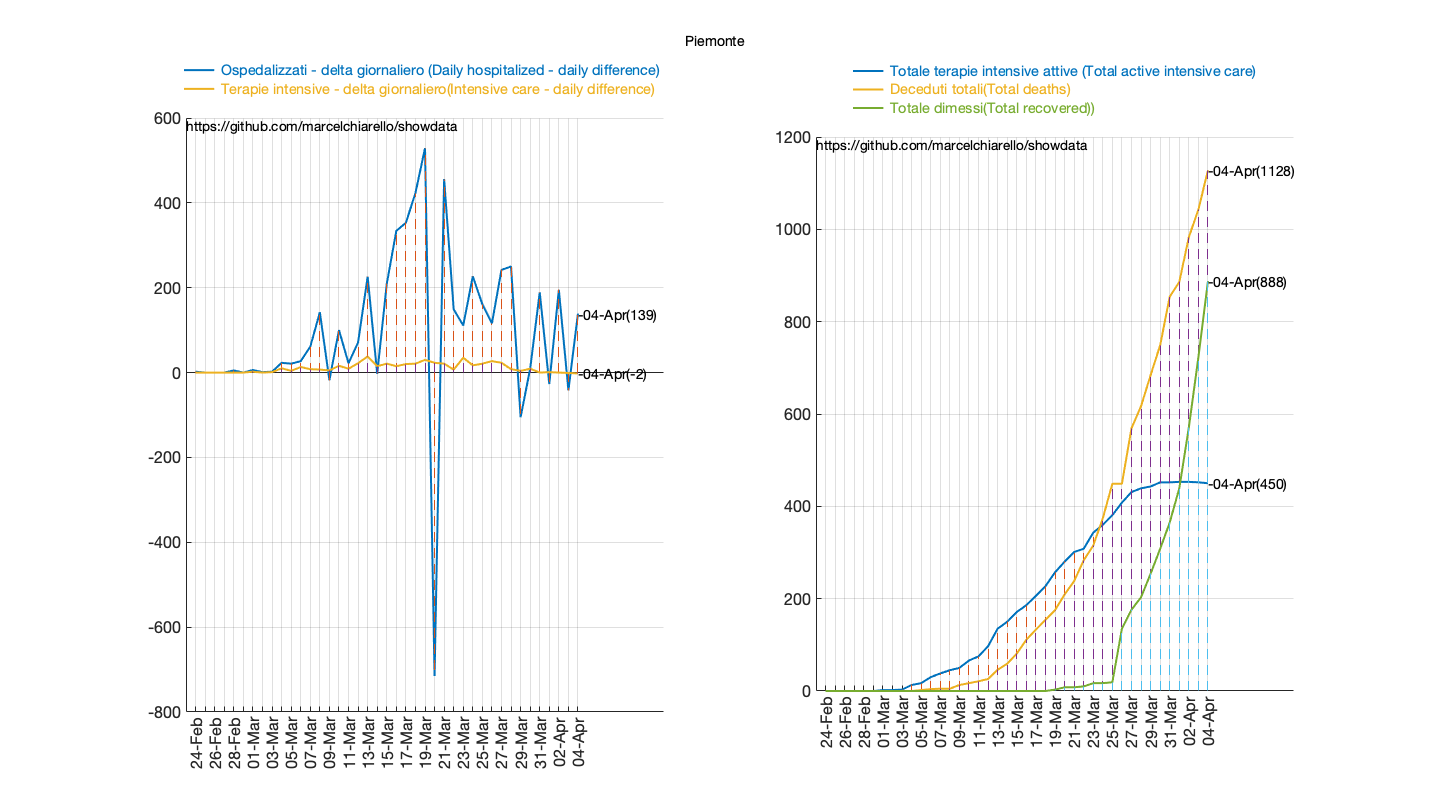 Piemonte
Ospedalizzati - delta giornaliero (Daily hospitalized - daily difference)
Terapie intensive - delta giornaliero(Intensive care - daily difference)
600
https://github.com/marcelchiarello/showdata
400
200
0
-200
-400
-600
-800
-04-Apr(139)
-04-Apr(-2)
24-Feb
26-Feb
28-Feb
01-Mar
03-Mar
05-Mar
07-Mar
09-Mar
11-Mar
13-Mar
15-Mar
17-Mar
19-Mar
21-Mar
23-Mar
25-Mar
27-Mar
29-Mar
31-Mar
02-Apr
04-Apr
Totale terapie intensive attive (Total active intensive care)
Deceduti totali(Total deaths)
Totale dimessi(Total recovered))
1200
https://github.com/marcelchiarello/showdata
1000
800
600
400
200
0
-04-Apr(1128)
-04-Apr(888)
-04-Apr(450)
24-Feb
26-Feb
28-Feb
01-Mar
03-Mar
05-Mar
07-Mar
09-Mar
11-Mar
13-Mar
15-Mar
17-Mar
19-Mar
21-Mar
23-Mar
25-Mar
27-Mar
29-Mar
31-Mar
02-Apr
04-Apr